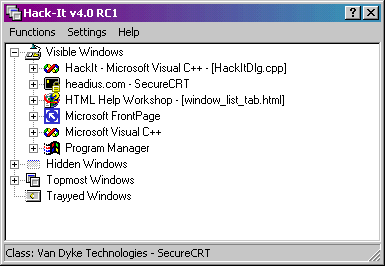 Hack-It v4.0 RC1
Functions Settings Help
Visible Windows
HackIt - Microsoft Visual C++ - [HackItDlg.cpp]
headius.com - SecureCRT
HTML Help Workshop - [window_list_tab.html]
Microsoft FrontPage
Microsoft Visual C++
Program Manager
Hidden Windows
Topmost Windows
Trayyed Windows
Class: Van Dyke Technologies - SecureCRT